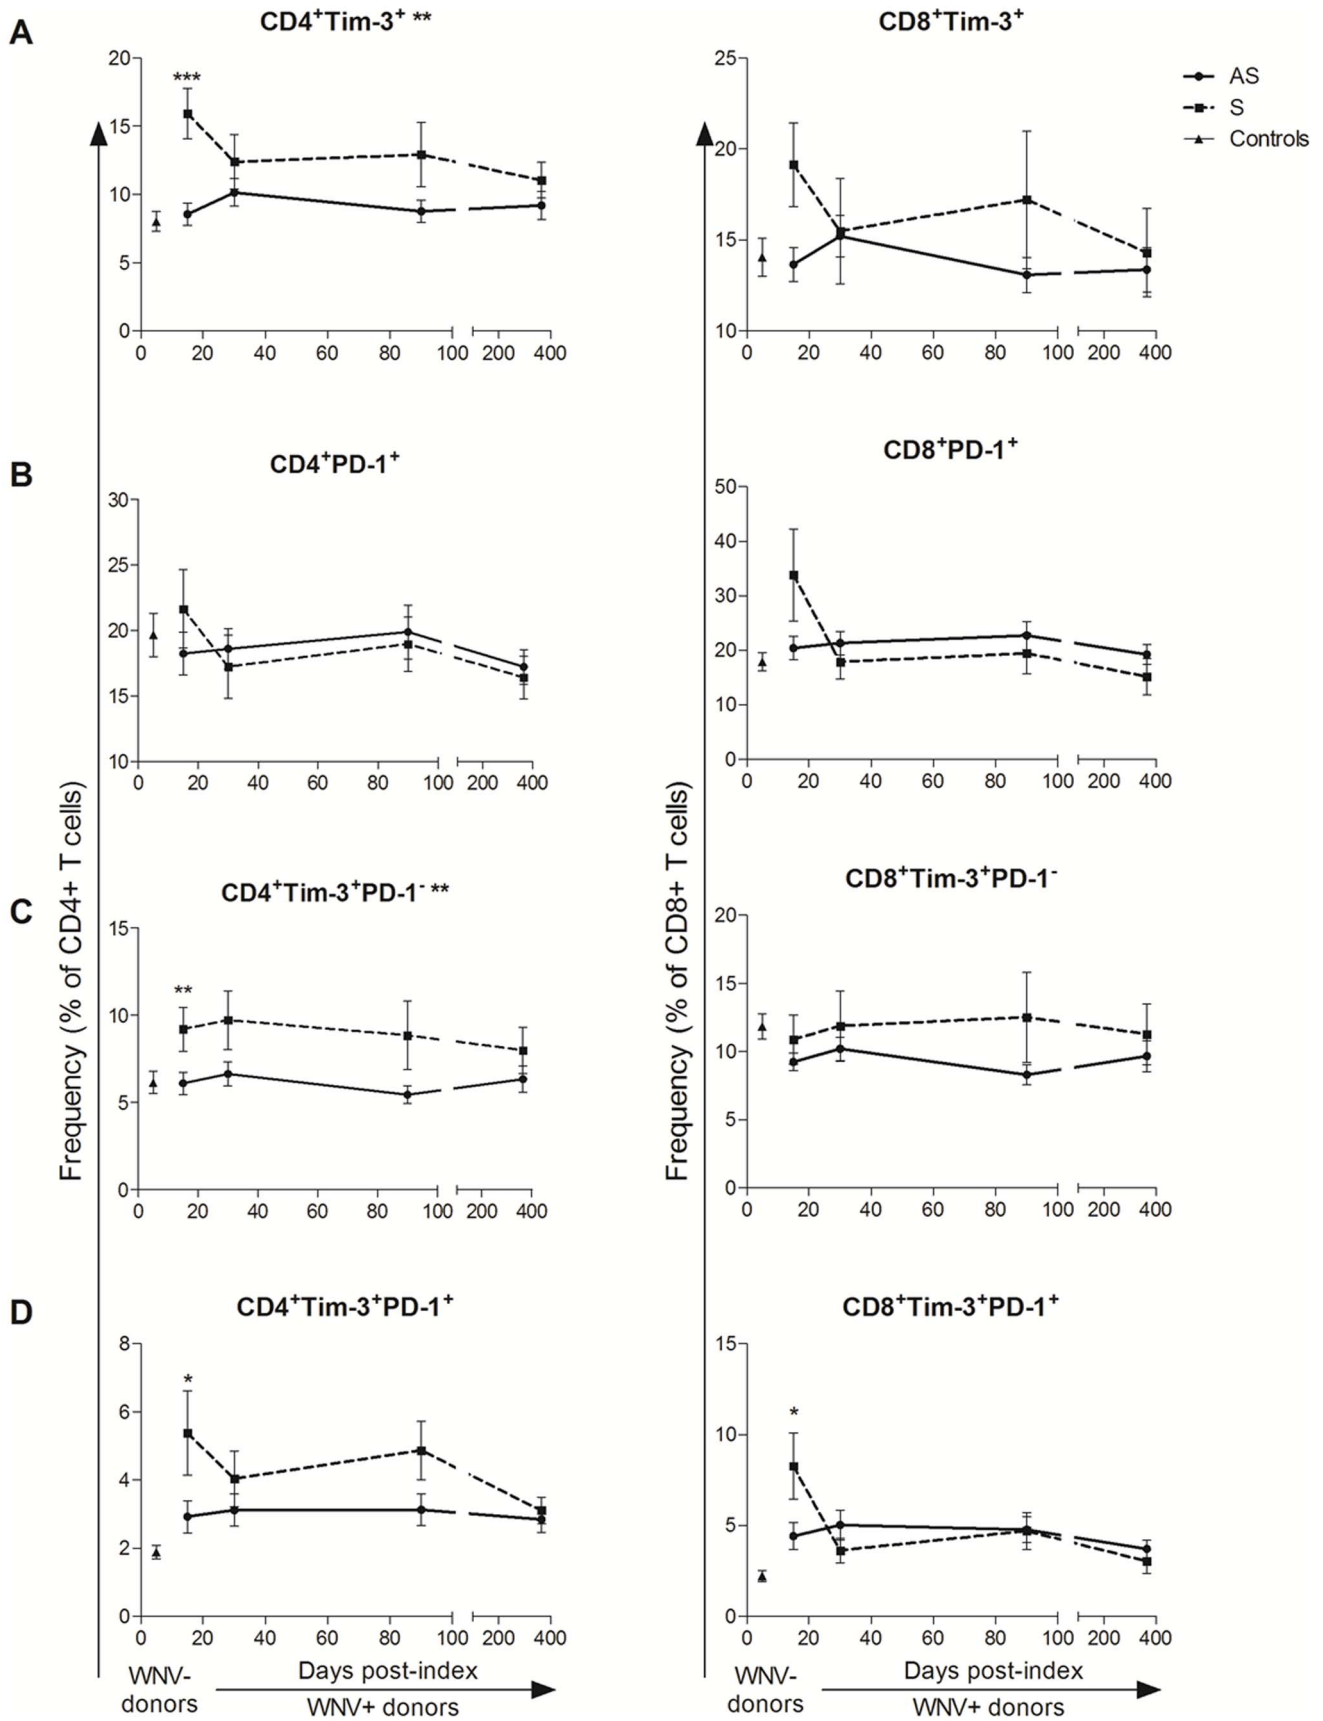 A
CD4+Tim-3+ **
CD8+Tim-3+
AS
S
Controls
***
20
15
10
5
0
0 20 40 60 80 100 200 400
25
20
15
10
0 20 40 60 80 100 200 400
B
CD4+PD-1+
CD8+PD-1+
30
25
20
15
10
0 20 40 60 80 100 200 400
50
40
30
20
10
0
0 20 40 60 80 100 200 400
Frequency (% of CD4+ T cells)
Frequency (% of CD8+ T cells)
C
CD4+Tim-3+PD-1- **
CD8+Tim-3+PD-1-
**
15
10
5
0
0 20 40 60 80 100 200 400
20
15
10
5
0
0 20 40 60 80 100 200 400
D
CD4+Tim-3+PD-1+
CD8+Tim-3+PD-1+
*
8
6
4
2
0
0 20 40 60 80 100 200 400
*
15
10
5
0
0 20 40 60 80 100 200 400
WNV-
donors
Days post-index
WNV+ donors
WNV-
donors
Days post-index
WNV+ donors